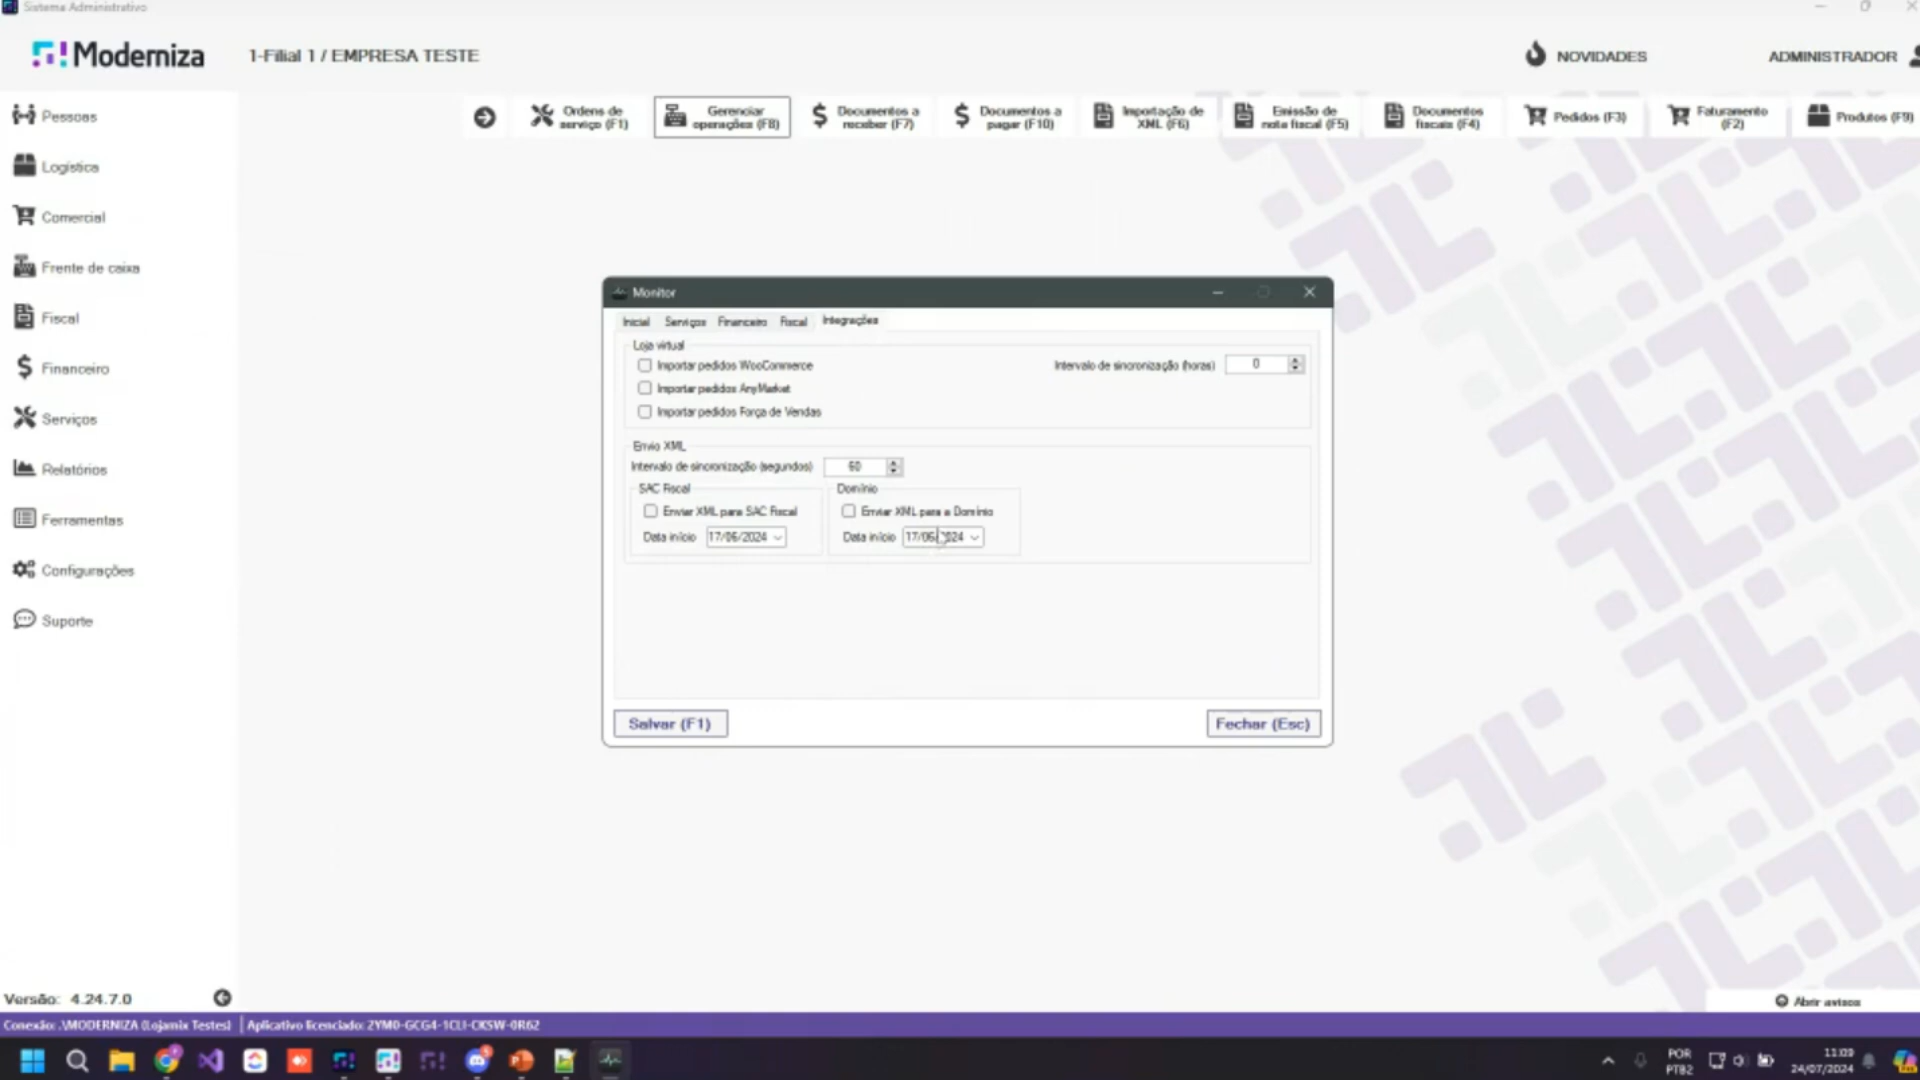 Sistema Administrativo
Moderniza
1-Filial 1 / EMPRESA TESTE
NOVIDADES
ADMINISTRADOR
Pessoas
Logística
Comercial
Frente de caixa
Fiscal
Financeiro
Serviços
Relatórios
Ferramentas
Configurações
Suporte
Ordens de
serviço (F1)
Gerenciar
operações (F8)
Documentos a
receber (F7)
Documentos a
pagar (F10)
Importação de
XML (F6)
Emissão de
nota fiscal (F5)
Documentos
fiscais (F4)
Pedidos (F3)
Faturamento
(F2)
Produtos (F9)
Monitor
Inicial Serviços Financeiro Fiscal Integrações
Loja virtual
Importar pedidos WooCommerce
Intervalo de sincronização (horas) 0
Importar pedidos AnyMarket
Importar pedidos Força de Vendas
Envio XML
Intervalo de sincronização (segundos) 60
SAC Fiscal
Enviar XML para SAC Fiscal
Data início 17/06/2024
Domínio
Enviar XML para a Domínio
Data início 17/06/2024
Salvar (F1)
Fechar (Esc)
Versão: 4.24.7.0
Abrir avisos
Conexão: .\MODERNIZA (Lojamix Testes) Aplicativo licenciado: 2YM0-GCG4-1CLI-CKSW-0R62
POR
PTB2
11:09
24/07/2024